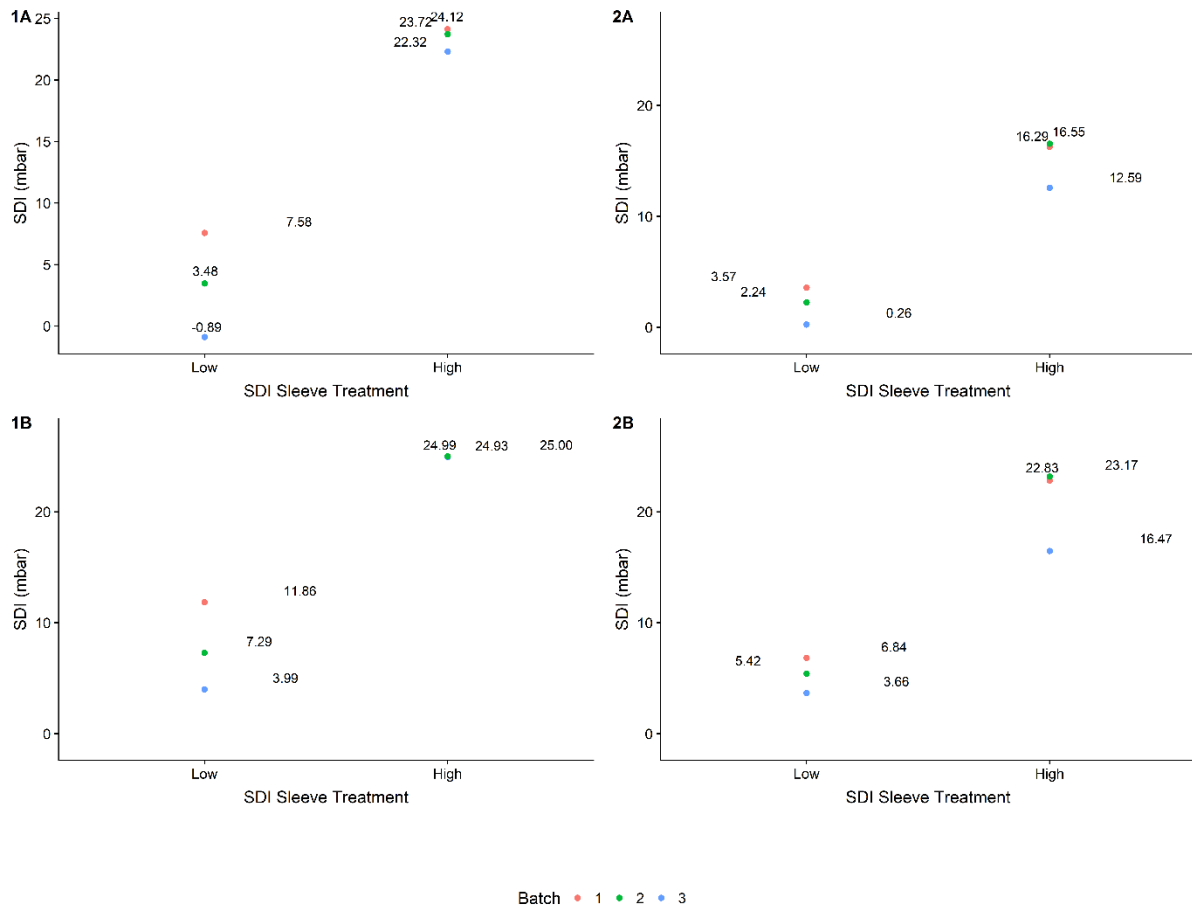 1A
25
20
15
10
5
0
SDI (mbar)
23.72
24.12
22.32
7.58
3.48
-0.89
Low
High
SDI Sleeve Treatment
2A
20
10
0
SDI (mbar)
16.29
16.55
12.59
3.57
2.24
0.26
Low
High
SDI Sleeve Treatment
1B
20
10
0
SDI (mbar)
24.99
24.93
25.00
11.86
7.29
3.99
Low
High
SDI Sleeve Treatment
2B
20
10
0
SDI (mbar)
22.83
23.17
16.47
5.42
6.84
3.66
Low
High
SDI Sleeve Treatment
Batch 1 2 3